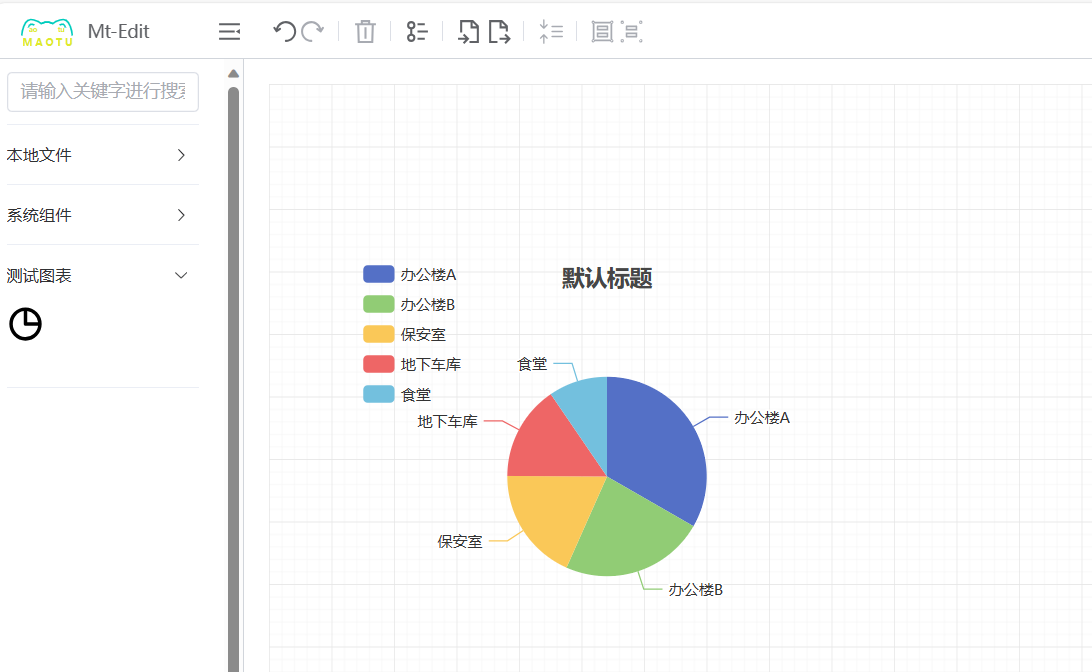 MAOTU
Mt-Edit
请输入关键字进行搜索
本地文件
系统组件
测试图表
默认标题
办公楼A
办公楼B
保安室
地下车库
食堂
食堂
办公楼A
地下车库
保安室
办公楼B